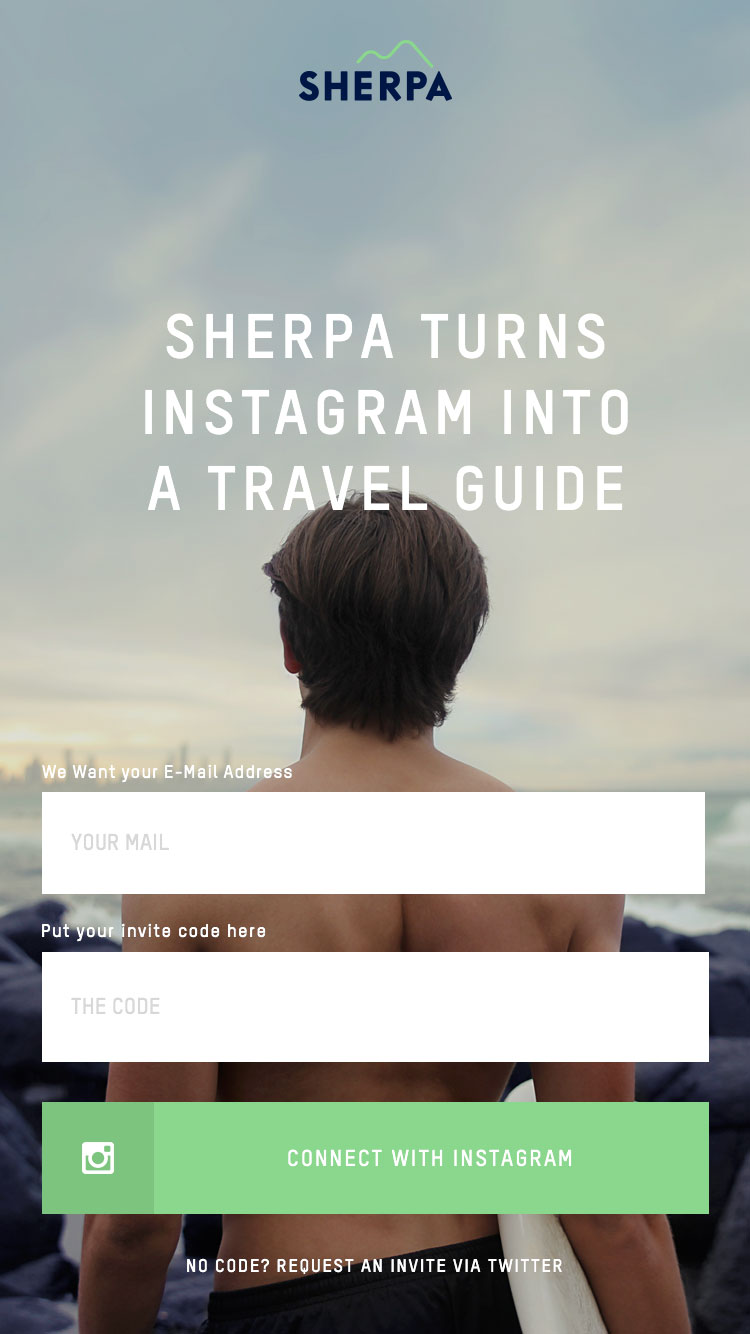 SHERPA
SHERPA TURNS
INSTAGRAM INTO
A TRAVEL GUIDE
We Want your E-Mail Address
YOUR MAIL
Put your invite code here
THE CODE
CONNECT WITH INSTAGRAM
NO CODE? REQUEST AN INVITE VIA TWITTER